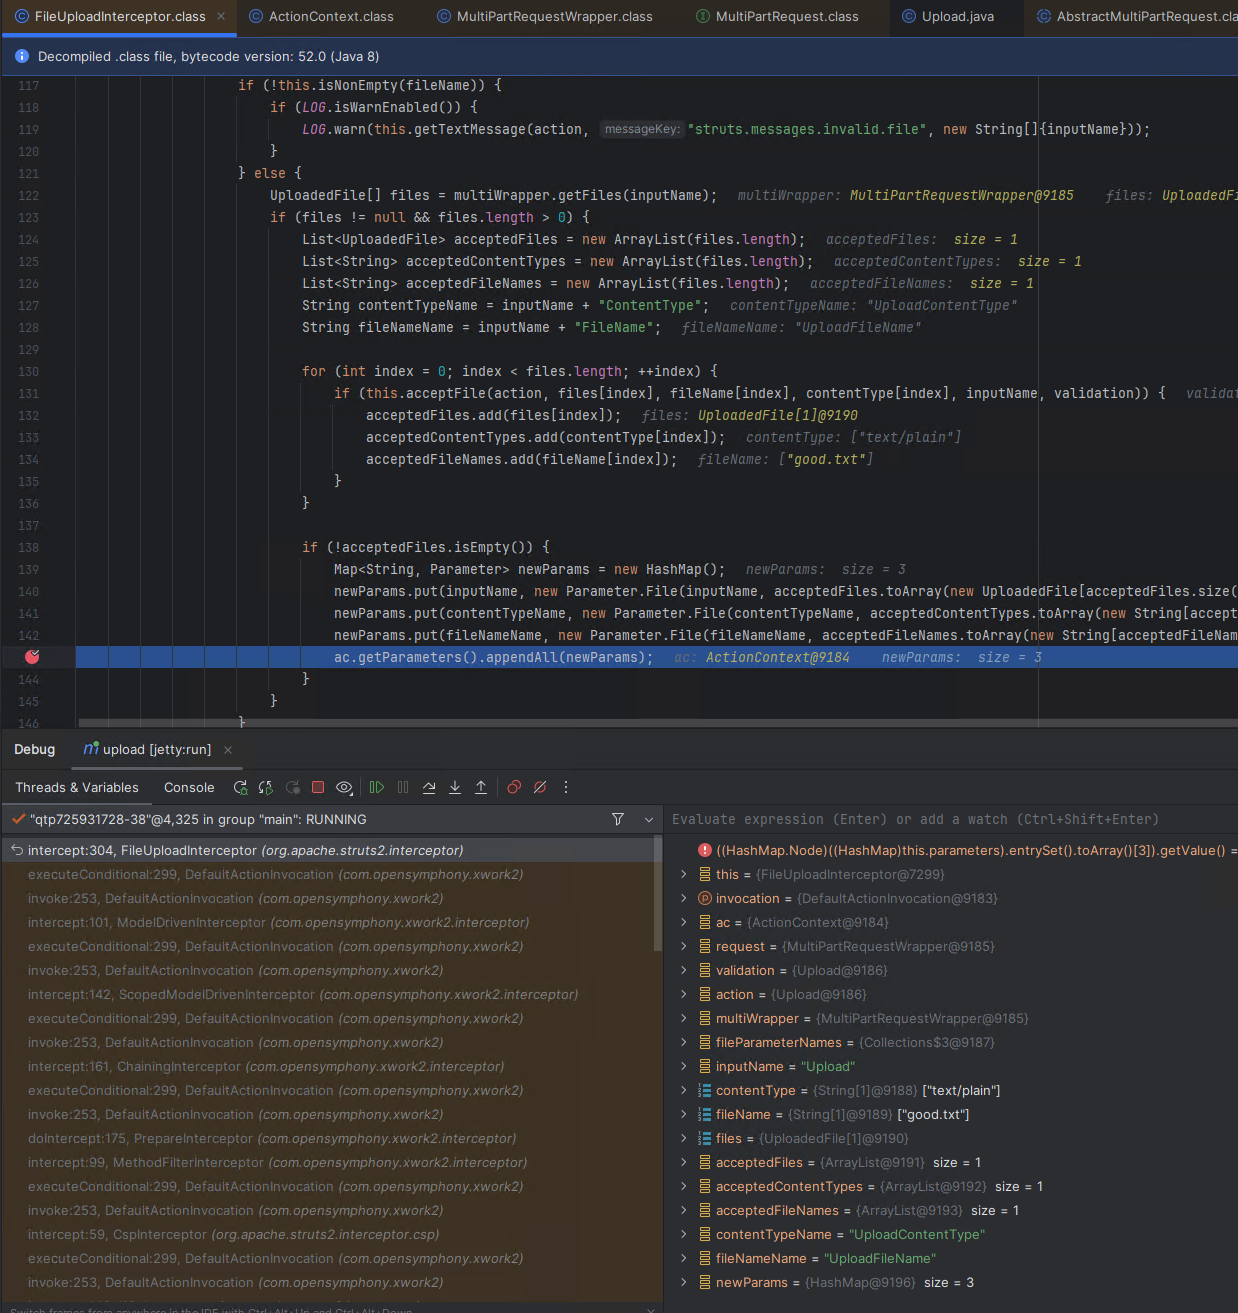 FileUploadInterceptor.class × ActionContext.class MultiPartRequestWrapper.class MultiPartRequest.class Upload.java AbstractMultiPartRequest.cla
Decompiled .class file, bytecode version: 52.0 (Java 8)
117 if (!this.isNonEmpty(fileName)) {
118 if (LOG.isWarnEnabled()) {
119 LOG.warn(this.getTextMessage(action, messageKey: "struts.messages.invalid.file", new String[]{inputName}));
120 }
121 } else {
122 UploadedFile[] files = multiWrapper.getFiles(inputName); multiWrapper: MultiPartRequestWrapper@9185 files: UploadedFi
123 if (files != null && files.length > 0) {
124 List<UploadedFile> acceptedFiles = new ArrayList(files.length); acceptedFiles: size = 1
125 List<String> acceptedContentTypes = new ArrayList(files.length); acceptedContentTypes: size = 1
126 List<String> acceptedFileNames = new ArrayList(files.length); acceptedFileNames: size = 1
127 String contentTypeName = inputName + "ContentType"; contentTypeName: "UploadContentType"
128 String fileNameName = inputName + "FileName"; fileNameName: "UploadFileName"
129
130 for (int index = 0; index < files.length; ++index) {
131 if (this.acceptFile(action, files[index], fileName[index], contentType[index], inputName, validation)) { validat
132 acceptedFiles.add(files[index]); files: UploadedFile[1]@9190
133 acceptedContentTypes.add(contentType[index]); contentType: ["text/plain"]
134 acceptedFileNames.add(fileName[index]); fileName: ["good.txt"]
135 }
136 }
137
138 if (!acceptedFiles.isEmpty()) {
139 Map<String, Parameter> newParams = new HashMap(); newParams: size = 3
140 newParams.put(inputName, new Parameter.File(inputName, acceptedFiles.toArray(new UploadedFile[acceptedFiles.size(
141 newParams.put(contentTypeName, new Parameter.File(contentTypeName, acceptedContentTypes.toArray(new String[accept
142 newParams.put(fileNameName, new Parameter.File(fileNameName, acceptedFileNames.toArray(new String[acceptedFileNam
ac.getParameters().appendAll(newParams); ac: ActionContext@9184 newParams: size = 3
144 }
145 }
146 }
Debug upload [jetty:run] ×
Threads & Variables Console
"qtp725931728-38"@4,325 in group "main": RUNNING
Evaluate expression (Enter) or add a watch (Ctrl+Shift+Enter)
intercept:304, FileUploadInterceptor (org.apache.struts2.interceptor)
executeConditional:299, DefaultActionInvocation (com.opensymphony.xwork2)
invoke:253, DefaultActionInvocation (com.opensymphony.xwork2)
intercept:101, ModelDrivenInterceptor (com.opensymphony.xwork2.interceptor)
executeConditional:299, DefaultActionInvocation (com.opensymphony.xwork2)
invoke:253, DefaultActionInvocation (com.opensymphony.xwork2)
intercept:142, ScopedModelDrivenInterceptor (com.opensymphony.xwork2.interceptor)
executeConditional:299, DefaultActionInvocation (com.opensymphony.xwork2)
invoke:253, DefaultActionInvocation (com.opensymphony.xwork2)
intercept:161, ChainingInterceptor (com.opensymphony.xwork2.interceptor)
executeConditional:299, DefaultActionInvocation (com.opensymphony.xwork2)
invoke:253, DefaultActionInvocation (com.opensymphony.xwork2)
doIntercept:175, PrepareInterceptor (com.opensymphony.xwork2.interceptor)
intercept:99, MethodFilterInterceptor (com.opensymphony.xwork2.interceptor)
executeConditional:299, DefaultActionInvocation (com.opensymphony.xwork2)
invoke:253, DefaultActionInvocation (com.opensymphony.xwork2)
intercept:59, CspInterceptor (org.apache.struts2.interceptor.csp)
executeConditional:299, DefaultActionInvocation (com.opensymphony.xwork2)
invoke:253, DefaultActionInvocation (com.opensymphony.xwork2)
Switch frames from anywhere in the IDE with Ctrl+Alt+Up and Ctrl+Alt+Down
((HashMap.Node)((HashMap)this.parameters).entrySet().toArray()[3]).getValue() =
this = {FileUploadInterceptor@7299}
invocation = {DefaultActionInvocation@9183}
ac = {ActionContext@9184}
request = {MultiPartRequestWrapper@9185}
validation = {Upload@9186}
action = {Upload@9186}
multiWrapper = {MultiPartRequestWrapper@9185}
fileParameterNames = {Collections$3@9187}
inputName = "Upload"
contentType = {String[1]@9188} ["text/plain"]
fileName = {String[1]@9189} ["good.txt"]
files = {UploadedFile[1]@9190}
acceptedFiles = {ArrayList@9191} size = 1
acceptedContentTypes = {ArrayList@9192} size = 1
acceptedFileNames = {ArrayList@9193} size = 1
contentTypeName = "UploadContentType"
fileNameName = "UploadFileName"
newParams = {HashMap@9196} size = 3